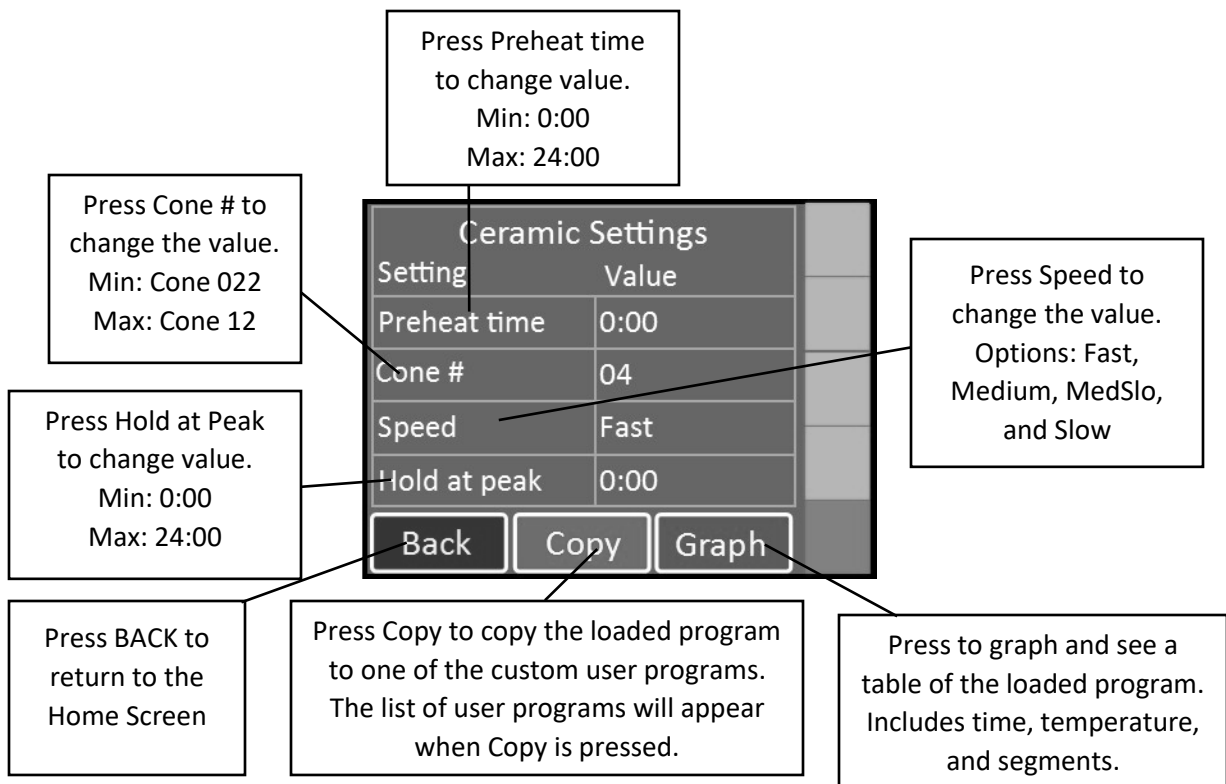 Press Preheat time
to change value.
Min: 0:00
Max: 24:00
Press Cone # to
change the value.
Min: Cone 022
Max: Cone 12
Ceramic Settings
Setting Value
Preheat time 0:00
Cone # 04
Speed Fast
Hold at peak 0:00
Back Copy Graph
Press Speed to
change the value.
Options: Fast,
Medium, MedSlo,
and Slow
Press Hold at Peak
to change value.
Min: 0:00
Max: 24:00
Press BACK to
return to the
Home Screen
Press Copy to copy the loaded program
to one of the custom user programs.
The list of user programs will appear
when Copy is pressed.
Press to graph and see a
table of the loaded program.
Includes time, temperature,
and segments.